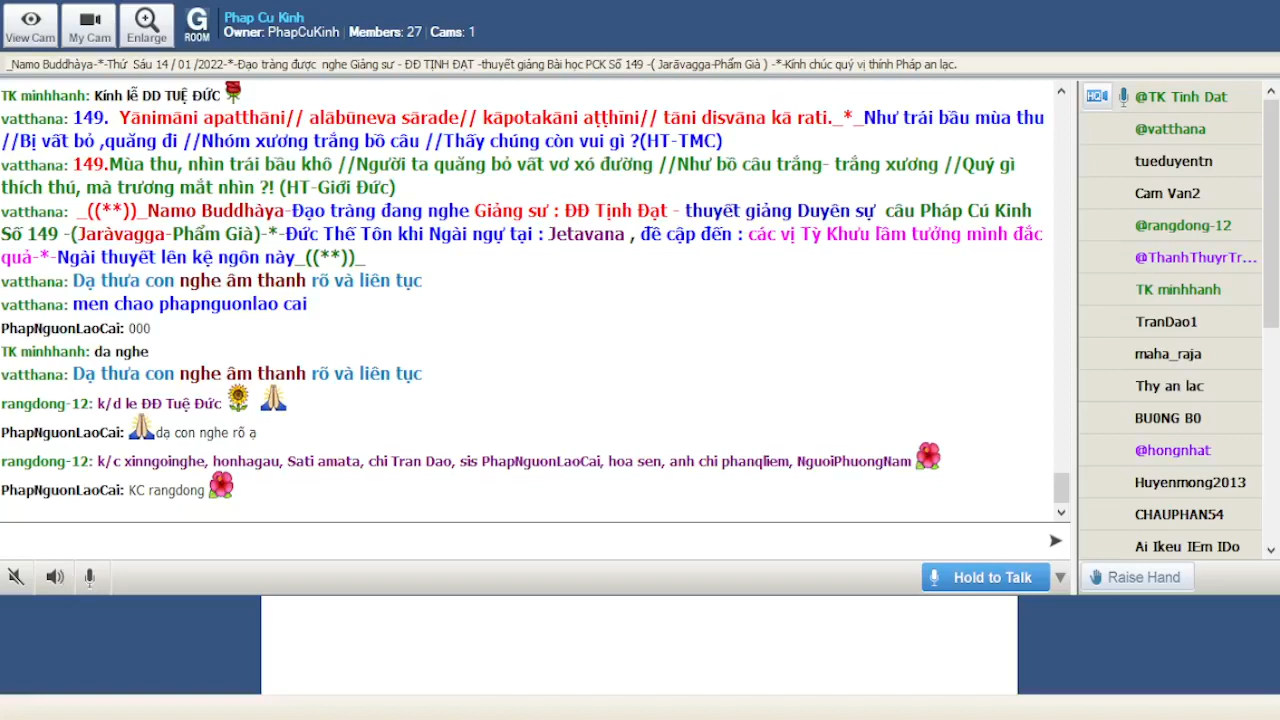 View Cam
My Cam
Enlarge
G
ROOM
Phap Cu Kinh
Owner: PhapCuKinh | Members: 27 | Cams: 1
_Namo Buddhàya-*-Thứ Sáu 14 / 01 /2022-*-Đạo tràng được nghe Giảng sư - ĐĐ TỊNH ĐẠT -thuyết giảng Bài học PCK Số 149 -( Jarāvagga-Phẩm Già ) -*-Kính chúc quý vị thính Pháp an lạc.
TK minhhanh: Kính lễ DD TUỆ ĐỨC
vatthana: 149. Yānimāni apatthāni// alābūneva sārade// kāpotakāni aṭṭhīni// tāni disvāna kā rati._*_Như trái bầu mùa thu
//Bị vất bỏ ,quăng đi //Nhóm xương trắng bồ câu //Thấy chúng còn vui gì ?(HT-TMC)
vatthana: 149.Mùa thu, nhìn trái bầu khô //Người ta quăng bỏ vất vơ xó đường //Như bồ câu trắng- trắng xương //Quý gì
thích thú, mà trương mắt nhìn ?! (HT-Giới Đức)
vatthana: _((**))_Namo Buddhàya-Đạo tràng đang nghe Giảng sư : ĐĐ Tịnh Đạt - thuyết giảng Duyên sự câu Pháp Cú Kinh
Số 149 -(Jaràvagga-Phẩm Già)-*-Đức Thế Tôn khi Ngài ngự tại : Jetavana , đề cập đến : các vị Tỳ Khưu lầm tưởng mình đắc
quả-*-Ngài thuyết lên kệ ngôn này_((**))_
vatthana: Dạ thưa con nghe âm thanh rõ và liên tục
vatthana: men chao phapnguonlao cai
PhapNguonLaoCai: 000
TK minhhanh: da nghe
vatthana: Dạ thưa con nghe âm thanh rõ và liên tục
rangdong-12: k/d le ĐĐ Tuệ Đức
PhapNguonLaoCai: dạ con nghe rõ ạ
rangdong-12: k/c xinngoinghe, honhagau, Sati amata, chi Tran Dao, sis PhapNguonLaoCai, hoa sen, anh chi phanqliem, NguoiPhuongNam
PhapNguonLaoCai: KC rangdong
HQ
@TK Tinh Dat
@vatthana
tueduyentn
Cam Van2
@rangdong-12
@ThanhThuyrTr...
TK minhhanh
TranDao1
maha_raja
Thy an lac
BU0NG B0
@hongnhat
Huyenmong2013
CHAUPHAN54
Ai Ikeu IEm IDo
Hold to Talk
Raise Hand